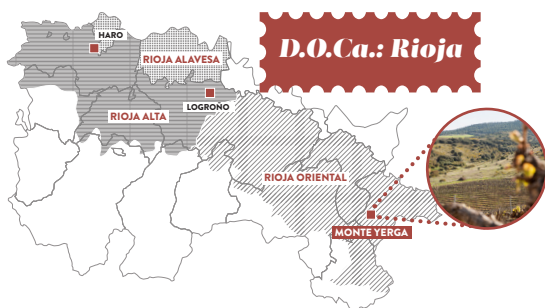 D.O.Ca.: Rioja
HARO
RIOJA ALAVESA
LOGROÑO
RIOJA ALTA
RIOJA ORIENTAL
MONTE YERGA